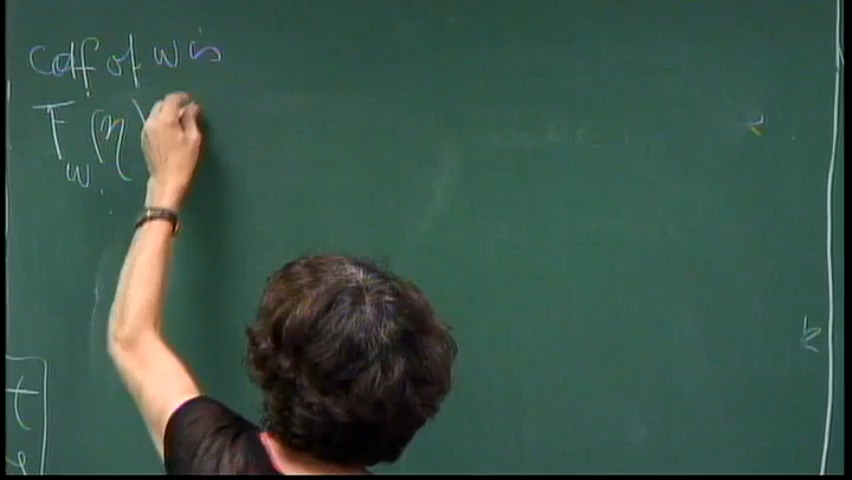 cdf of w is
F_w(η)
t